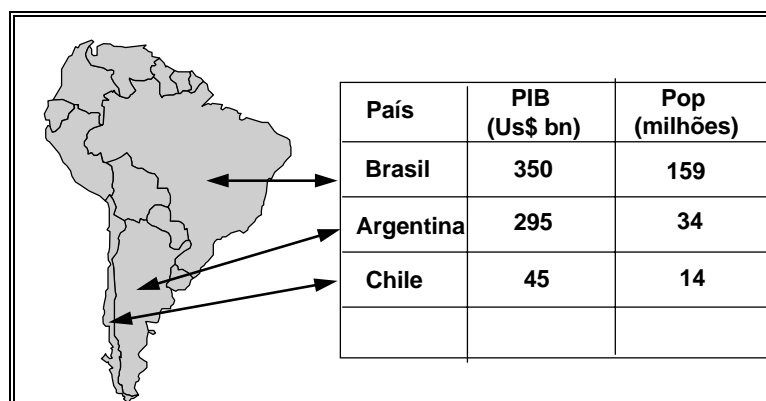 País PIB (Us$ bn) Pop (milhões)
Brasil 350 159
Argentina 295 34
Chile 45 14